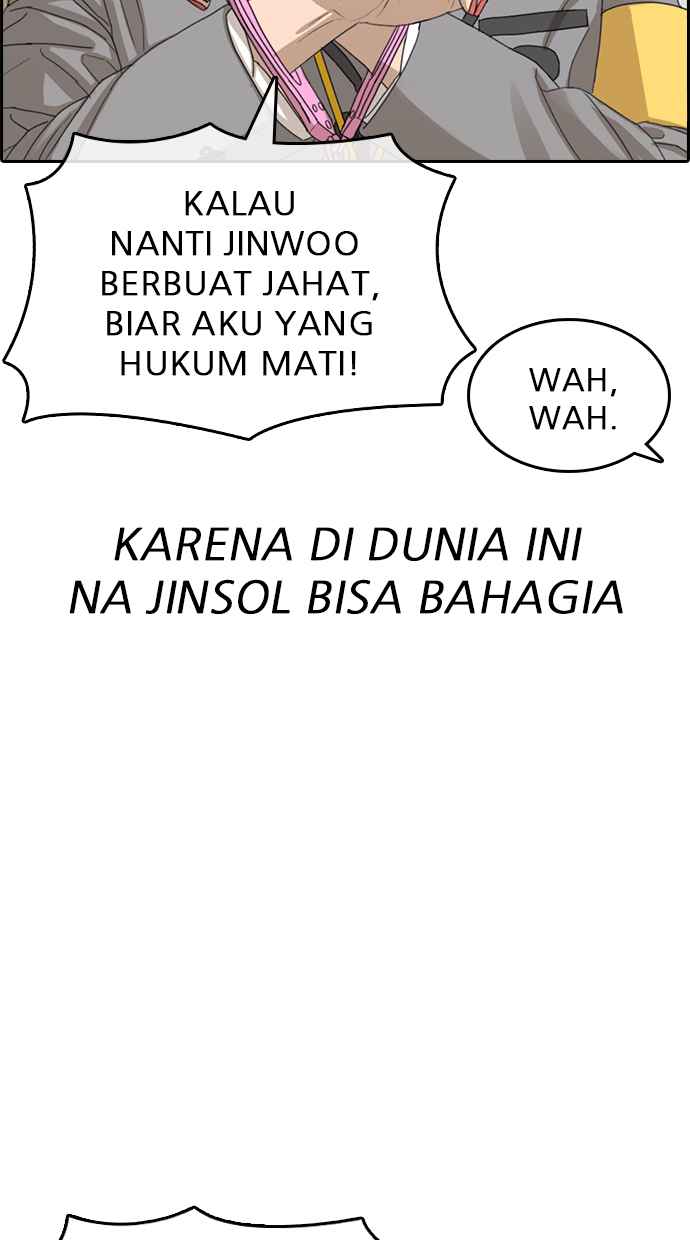 KALAU
NANTI JINWOO
BERBUAT JAHAT,
BIAR AKU YANG
HUKUM MATI!
WAH,
WAH.
KARENA DI DUNIA INI
NA JINSOL BISA BAHAGIA